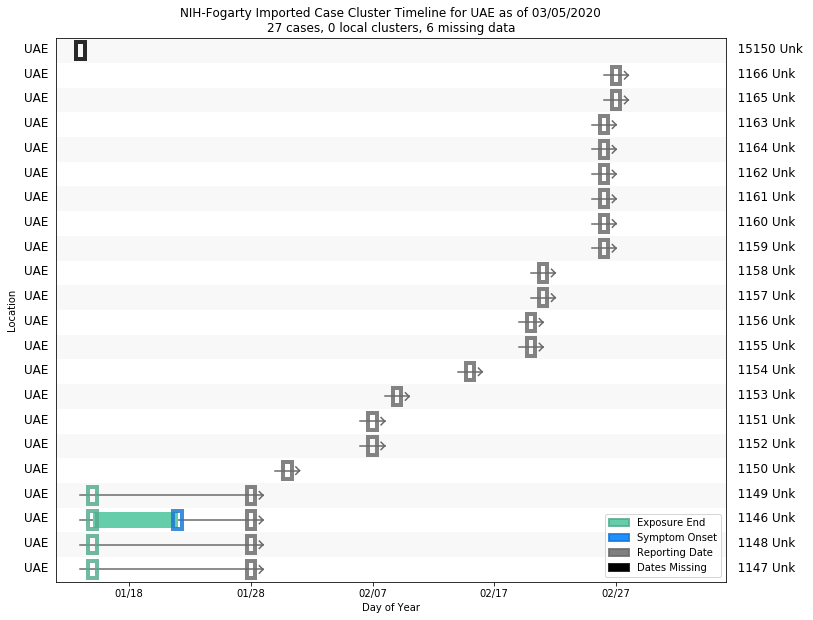 NIH-Fogarty Imported Case Cluster Timeline for UAE as of 03/05/2020
27 cases, 0 local clusters, 6 missing data
UAE 15150 Unk
UAE 1166 Unk
UAE 1165 Unk
UAE 1163 Unk
UAE 1164 Unk
UAE 1162 Unk
UAE 1161 Unk
UAE 1160 Unk
UAE 1159 Unk
UAE 1158 Unk
UAE 1157 Unk
UAE 1156 Unk
UAE 1155 Unk
UAE 1154 Unk
UAE 1153 Unk
UAE 1151 Unk
UAE 1152 Unk
UAE 1150 Unk
UAE 1149 Unk
UAE 1146 Unk
UAE 1148 Unk
UAE 1147 Unk
Location
Exposure End
Symptom Onset
Reporting Date
Dates Missing
01/18 01/28 02/07 02/17 02/27
Day of Year